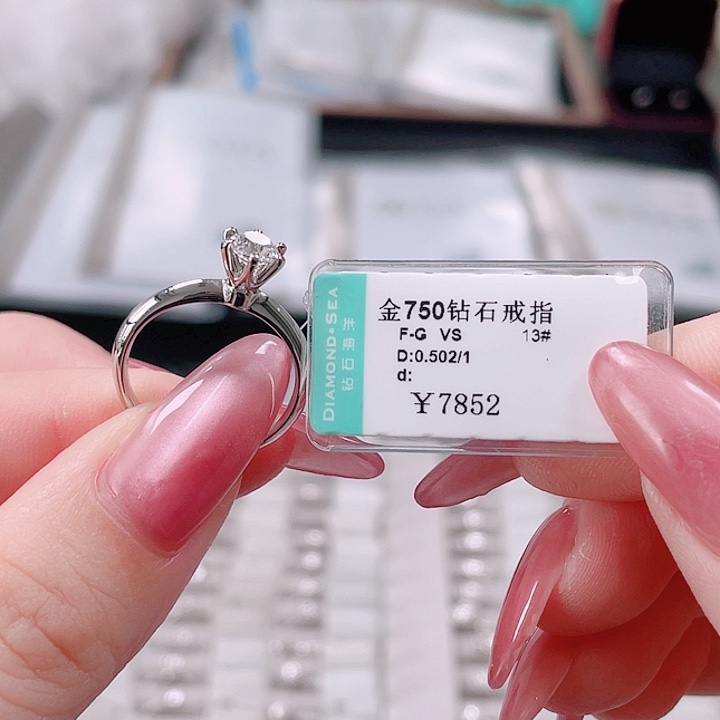 DIAMOND·SEA
钻石海洋
金750钻石戒指
F-G VS 13#
D:0.502/1
d:
￥7852